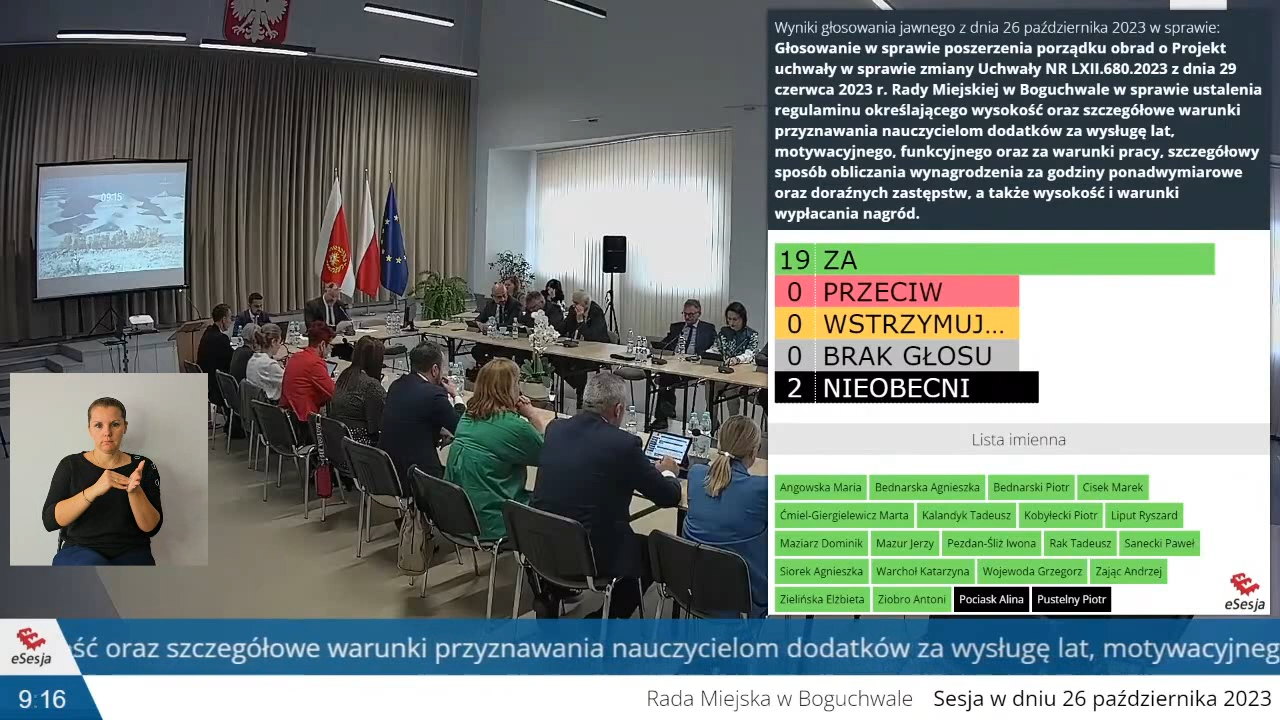 Wyniki głosowania jawnego z dnia 26 października 2023 w sprawie:
Głosowanie w sprawie poszerzenia porządku obrad o Projekt
uchwały w sprawie zmiany Uchwały NR LXII.680.2023 z dnia 29
czerwca 2023 r. Rady Miejskiej w Boguchwale w sprawie ustalenia
regulaminu określającego wysokość oraz szczegółowe warunki
przyznawania nauczycielom dodatków za wysługę lat,
motywacyjnego, funkcyjnego oraz za warunki pracy, szczegółowy
sposób obliczania wynagrodzenia za godziny ponadwymiarowe
oraz doraźnych zastępstw, a także wysokość i warunki
wypłacania nagród.
09:15
19 ZA
0 PRZECIW
0 WSTRZYMUJ...
0 BRAK GŁOSU
2 NIEOBECNI
Lista imienna
Angowska Maria Bednarska Agnieszka Bednarski Piotr Cisek Marek
Ćmiel-Giergielewicz Marta Kalandyk Tadeusz Kobyłecki Piotr Liput Ryszard
Maziarz Dominik Mazur Jerzy Pezdan-Śliż Iwona Rak Tadeusz Sanecki Paweł
Siorek Agnieszka Warchoł Katarzyna Wojewoda Grzegorz Zając Andrzej
Zielińska Elżbieta Ziobro Antoni Pociask Alina Pustelny Piotr
eSesja
eSesja
ść oraz szczegółowe warunki przyznawania nauczycielom dodatków za wysługę lat, motywacyjneg
9:16
Rada Miejska w Boguchwale Sesja w dniu 26 października 2023